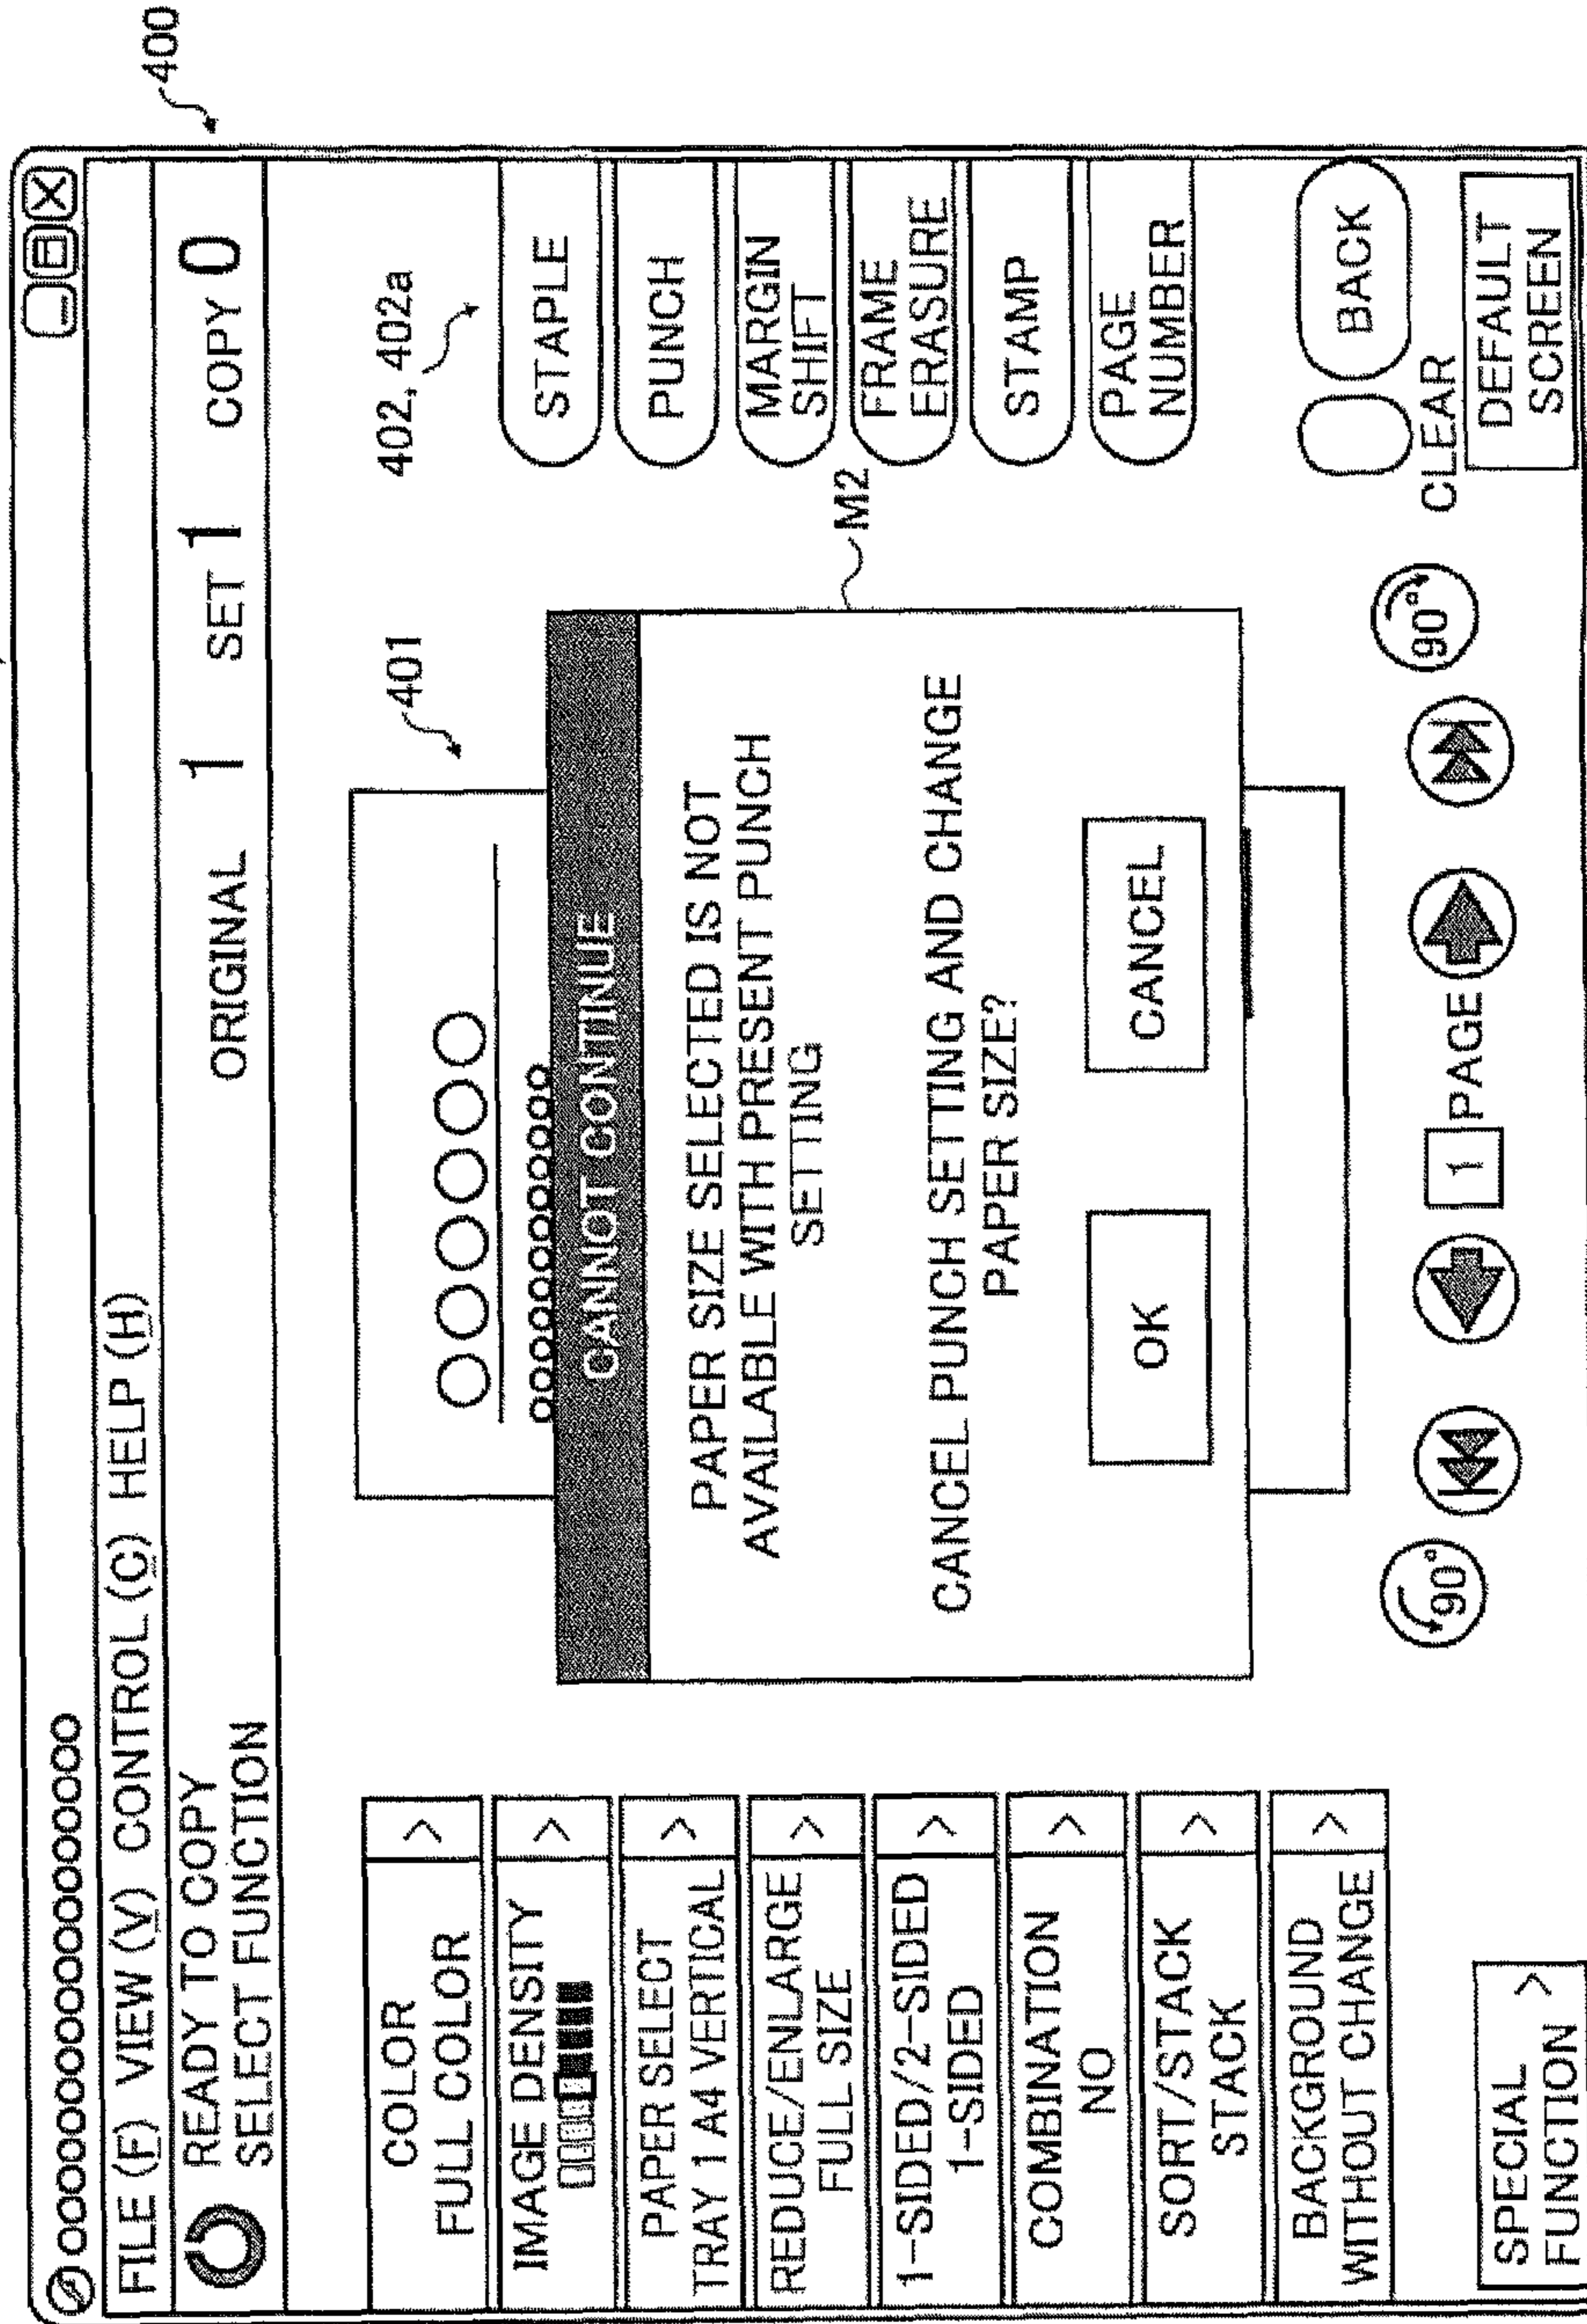 400
FILE (F) VIEW (V) CONTROL (C) HELP (H)
READY TO COPY
SELECT FUNCTION
ORIGINAL 1 SET 1 COPY 0
COLOR >
FULL COLOR
IMAGE DENSITY >
PAPER SELECT >
TRAY 1 A4 VERTICAL
REDUCE/ENLARGE >
FULL SIZE
1-SIDED/2-SIDED >
1-SIDED
COMBINATION >
NO
SORT/STACK >
STACK
BACKGROUND >
WITHOUT CHANGE
SPECIAL >
FUNCTION
401
CANNOT CONTINUE
PAPER SIZE SELECTED IS NOT
AVAILABLE WITH PRESENT PUNCH
SETTING
CANCEL PUNCH SETTING AND CHANGE
PAPER SIZE?
OK CANCEL
M2
90° 1 PAGE 90°
402, 402a
STAPLE
PUNCH
MARGIN
SHIFT
FRAME
ERASURE
STAMP
PAGE
NUMBER
BACK
CLEAR
DEFAULT
SCREEN